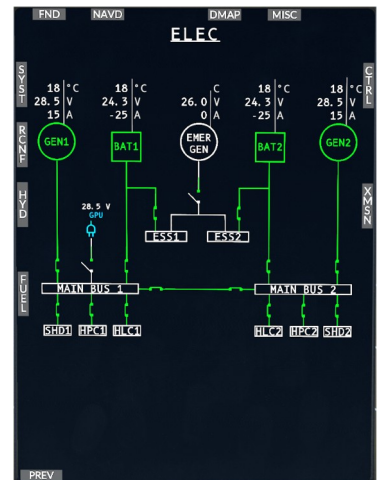 FND NAVD DMAP MISC
ELEC
SYST
CTRL
18 °C 18 °C C 18 °C 18 °C
28.5 V 24.3 V 26.0 V 24.3 V 28.5 V
15 A -25 A 0 A -25 A 15 A
RCNF
GEN1 BAT1 EMER GEN BAT2 GEN2
HYD
XMSN
28.5 V
GPU
ESS1 ESS2
FUEL
MAIN BUS 1 MAIN BUS 2
SHD1 HPC1 HLC1 HLC2 HPC2 SHD2
PREV